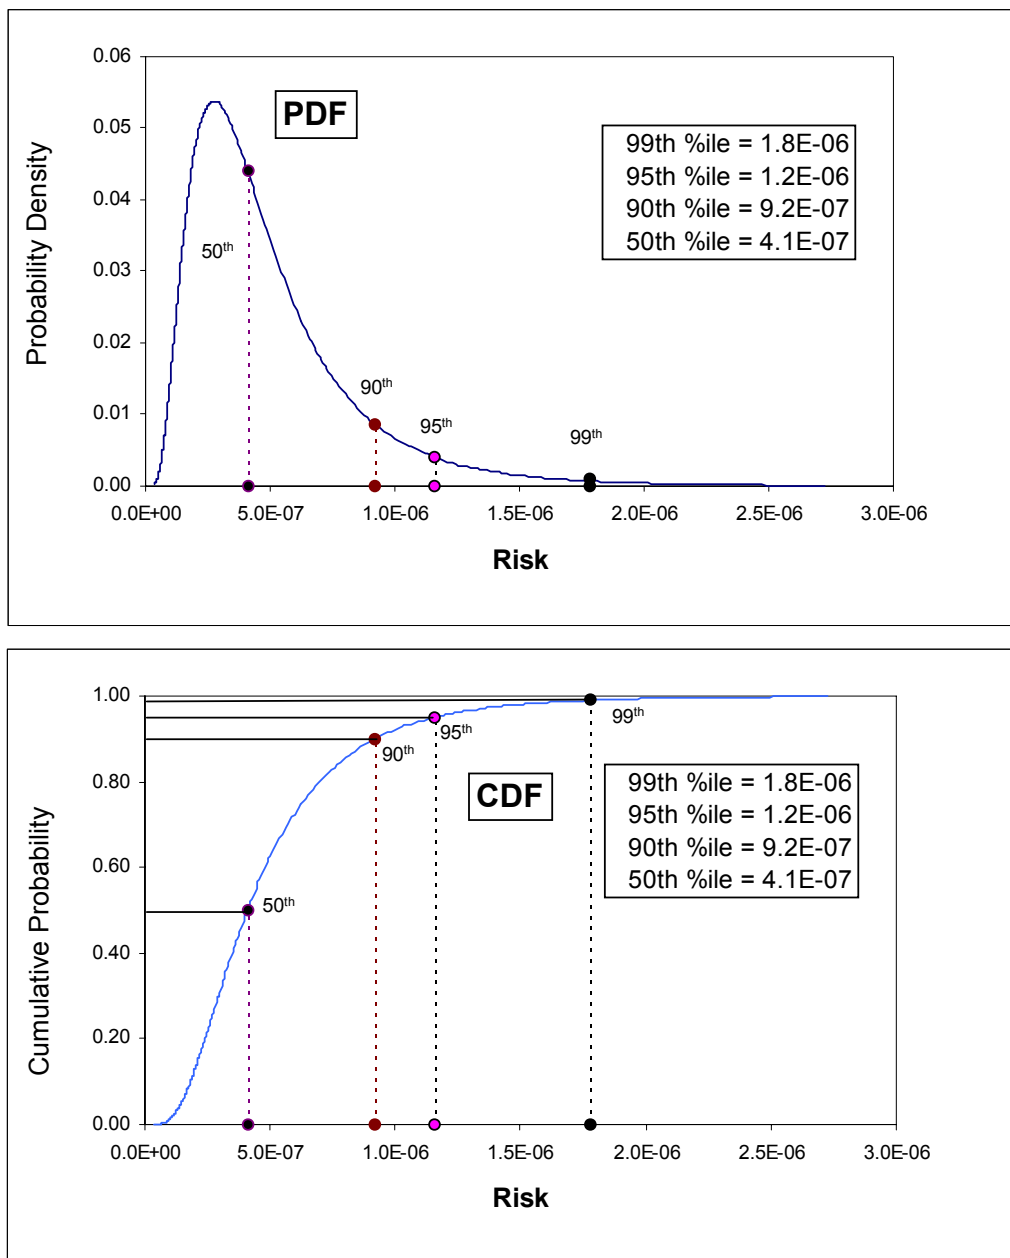 0.06
PDF
99th %ile = 1.8E-06
95th %ile = 1.2E-06
90th %ile = 9.2E-07
50th %ile = 4.1E-07
0.05
0.04
0.03
0.02
0.01
0.00
Probability Density
50th
90th
95th
99th
0.0E+00 5.0E-07 1.0E-06 1.5E-06 2.0E-06 2.5E-06 3.0E-06
Risk
1.00
0.80
0.60
0.40
0.20
0.00
Cumulative Probability
99th
95th
90th
50th
CDF
99th %ile = 1.8E-06
95th %ile = 1.2E-06
90th %ile = 9.2E-07
50th %ile = 4.1E-07
0.0E+00 5.0E-07 1.0E-06 1.5E-06 2.0E-06 2.5E-06 3.0E-06
Risk